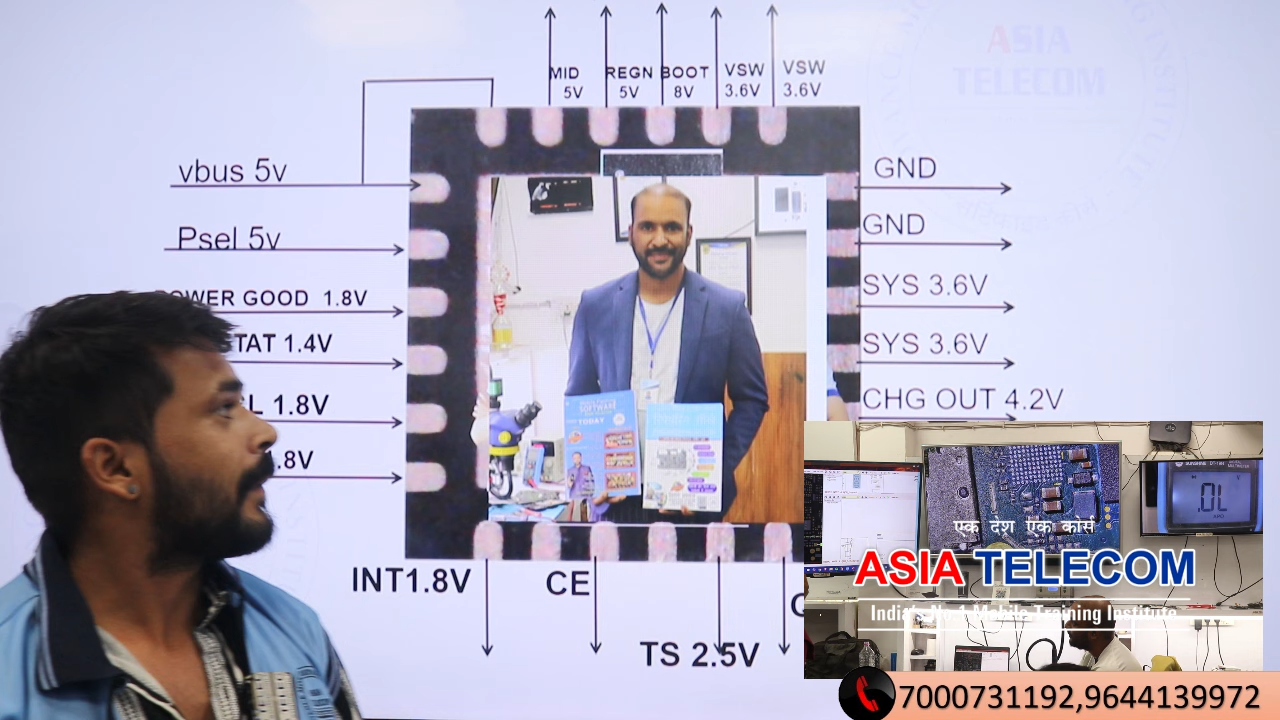 MID 5V
REGN 5V
BOOT 8V
VSW 3.6V
VSW 3.6V
ASIA
TELECOM
vbus 5v
Psel 5v
POWER GOOD 1.8V
TAT 1.4V
L 1.8V
.8V
GND
GND
SYS 3.6V
SYS 3.6V
CHG OUT 4.2V
SOFTWARE
TODAY
INT1.8V
CE
TS 2.5V
.0L
एक देश एक कोर्स
ASIA TELECOM
India's No.1 Mobile Training Institute
7000731192,9644139972